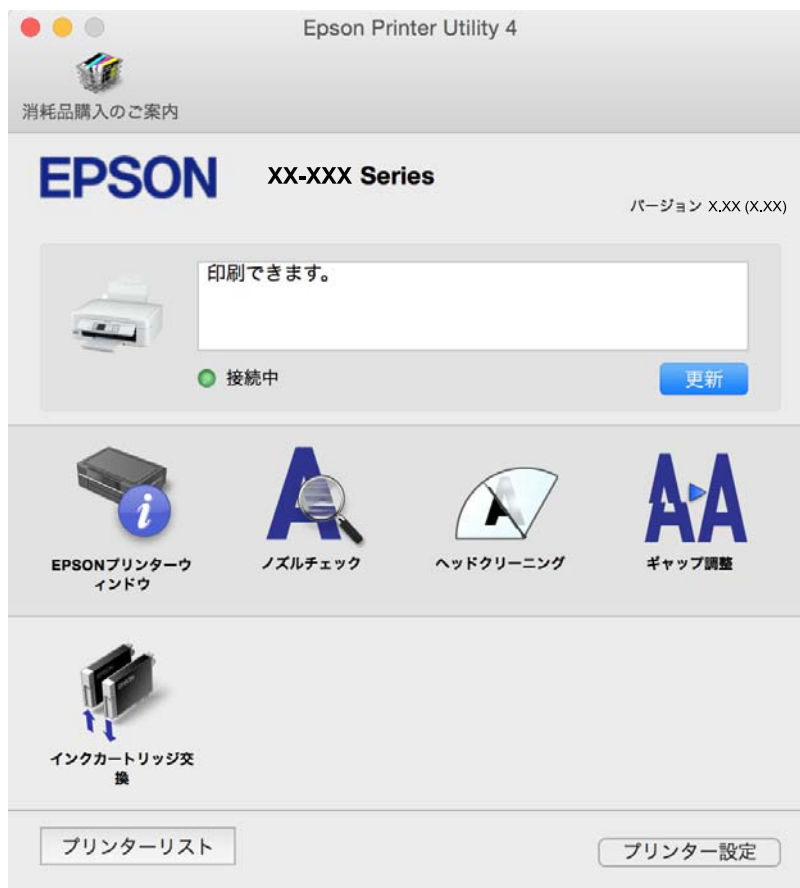 Epson Printer Utility 4
消耗品購入のご案内
EPSON XX-XXX Series
バージョン X.XX (X.XX)
印刷できます。
接続中 更新
EPSONプリンターウ
ィンドウ
ノズルチェック
ヘッドクリーニング
ギャップ調整
インクカートリッジ交
換
プリンターリスト プリンター設定